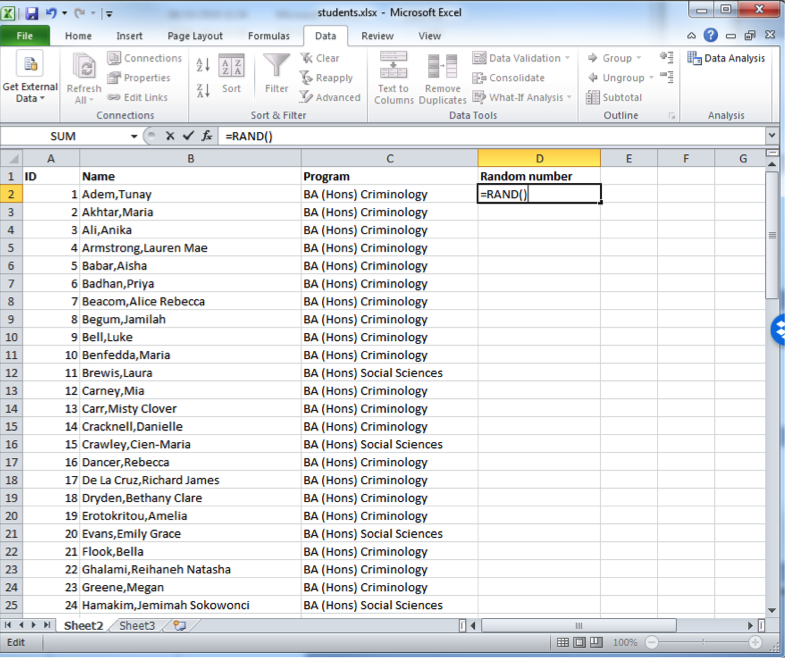 students.xlsx - Microsoft Excel
File Home Insert Page Layout Formulas Data Review View
Get External Data
Refresh All
Connections
Properties
Edit Links
Connections
Sort
Filter
Clear
Reapply
Advanced
Sort & Filter
Text to Columns
Remove Duplicates
Data Validation
Consolidate
What-If Analysis
Data Tools
Group
Ungroup
Subtotal
Outline
Data Analysis
Analysis
SUM fx =RAND()
A B C D E F G
1 ID Name Program Random number
2 1 Adem,Tunay BA (Hons) Criminology =RAND()
3 2 Akhtar,Maria BA (Hons) Criminology
4 3 Ali,Anika BA (Hons) Criminology
5 4 Armstrong,Lauren Mae BA (Hons) Criminology
6 5 Babar,Aisha BA (Hons) Criminology
7 6 Badhan,Priya BA (Hons) Criminology
8 7 Beacom,Alice Rebecca BA (Hons) Criminology
9 8 Begum,Jamilah BA (Hons) Criminology
10 9 Bell,Luke BA (Hons) Criminology
11 10 Benfedda,Maria BA (Hons) Criminology
12 11 Brewis,Laura BA (Hons) Social Sciences
13 12 Carney,Mia BA (Hons) Criminology
14 13 Carr,Misty Clover BA (Hons) Criminology
15 14 Cracknell,Danielle BA (Hons) Criminology
16 15 Crawley,Cien-Maria BA (Hons) Social Sciences
17 16 Dancer,Rebecca BA (Hons) Criminology
18 17 De La Cruz,Richard James BA (Hons) Criminology
19 18 Dryden,Bethany Clare BA (Hons) Criminology
20 19 Erotokritou,Amelia BA (Hons) Criminology
21 20 Evans,Emily Grace BA (Hons) Social Sciences
22 21 Flook,Bella BA (Hons) Criminology
23 22 Ghalami,Reihaneh Natasha BA (Hons) Criminology
24 23 Greene,Megan BA (Hons) Criminology
25 24 Hamakim,Jemimah Sokowonci BA (Hons) Social Sciences
Sheet2 Sheet3
Edit 100%